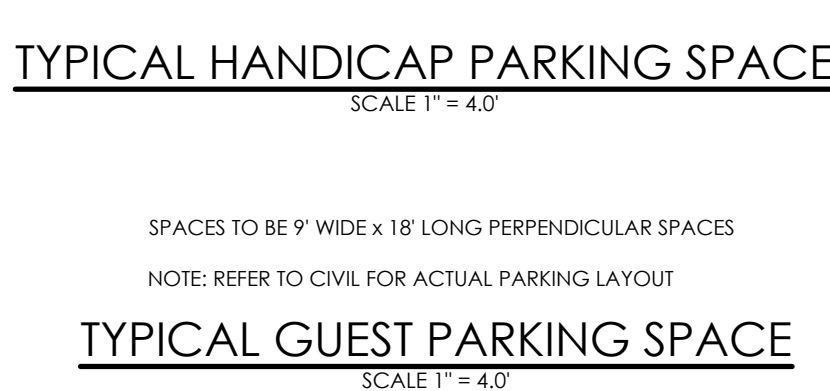 TYPICAL HANDICAP PARKING SPACE
SCALE 1" = 4.0'
SPACES TO BE 9' WIDE x 18' LONG PERPENDICULAR SPACES
NOTE: REFER TO CIVIL FOR ACTUAL PARKING LAYOUT
TYPICAL GUEST PARKING SPACE
SCALE 1" = 4.0'